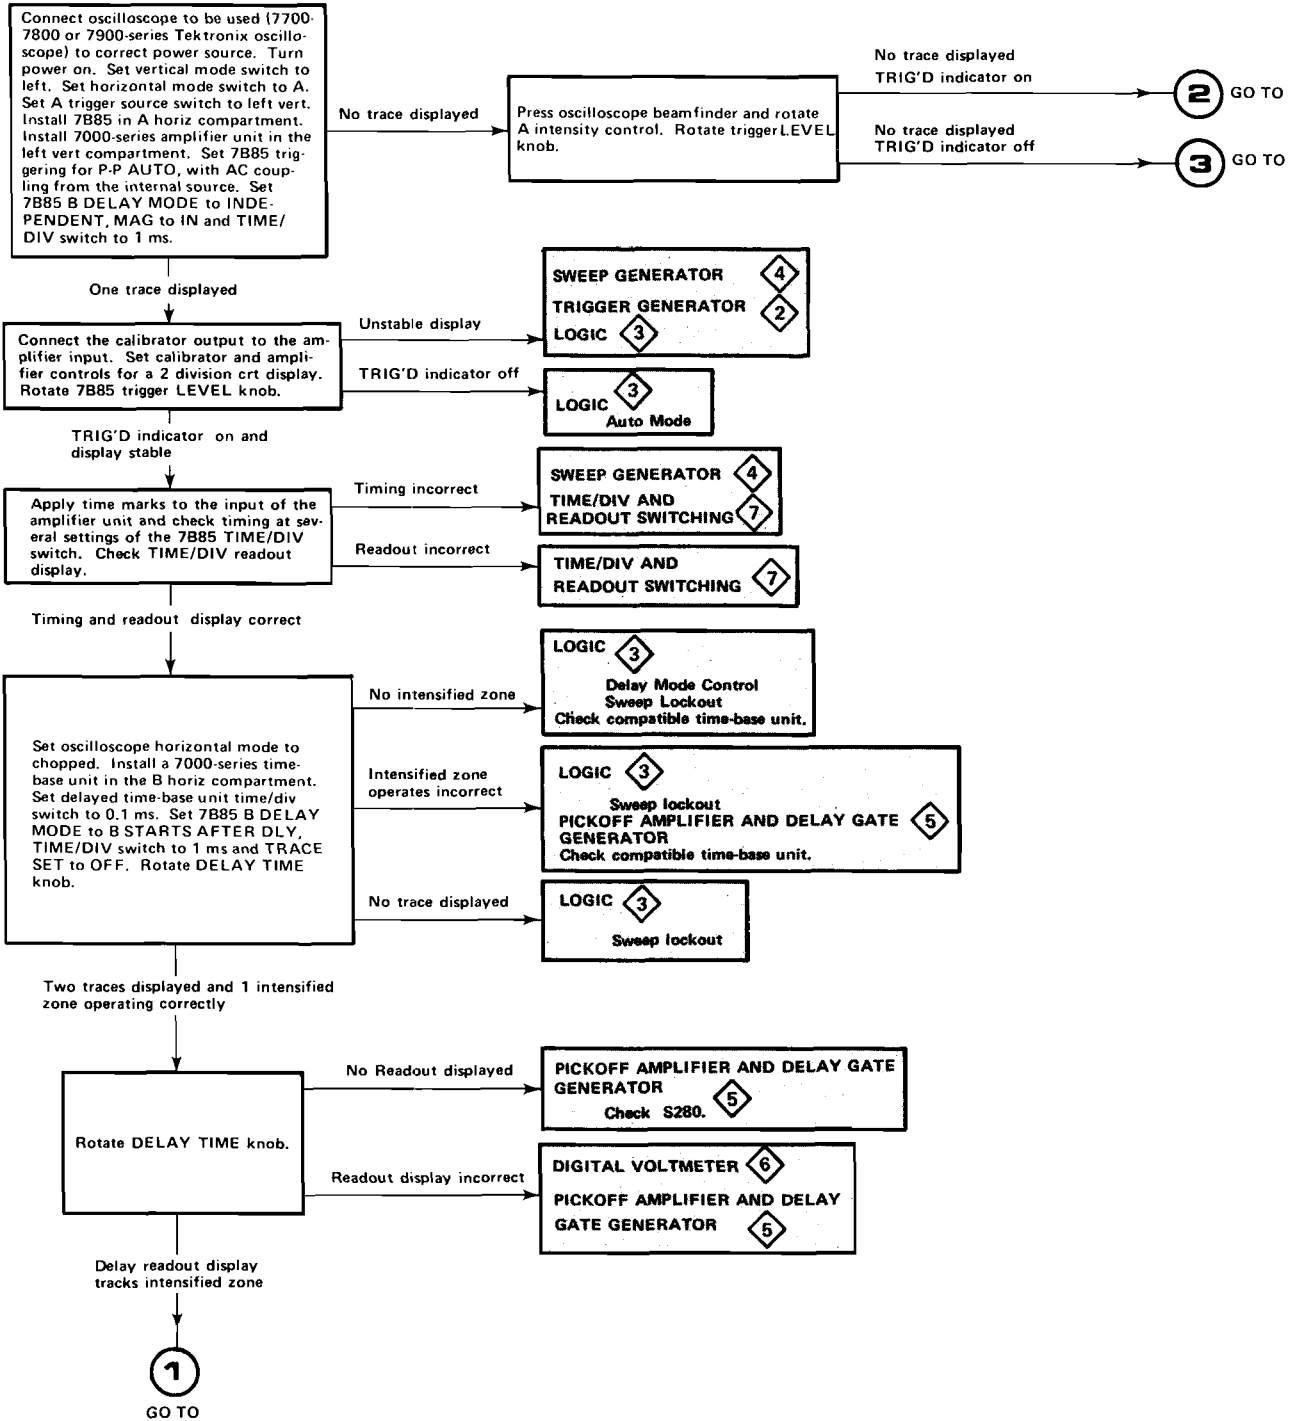 Connect oscilloscope to be used (7700-
7800 or 7900-series Tektronix oscillo-
scope) to correct power source. Turn
power on. Set vertical mode switch to
left. Set horizontal mode switch to A.
Set A trigger source switch to left vert.
Install 7B85 in A horiz compartment.
Install 7000-series amplifier unit in the
left vert compartment. Set 7B85 trig-
gering for P-P AUTO, with AC coup-
ling from the internal source. Set
7B85 B DELAY MODE to INDE-
PENDENT, MAG to IN and TIME/
DIV switch to 1 ms.
No trace displayed
Press oscilloscope beamfinder and rotate
A intensity control. Rotate trigger LEVEL
knob.
No trace displayed
TRIG'D indicator on
2 GO TO
No trace displayed
TRIG'D indicator off
3 GO TO
One trace displayed
Connect the calibrator output to the am-
plifier input. Set calibrator and ampli-
fier controls for a 2 division crt display.
Rotate 7B85 trigger LEVEL knob.
Unstable display
SWEEP GENERATOR 4
TRIGGER GENERATOR 2
LOGIC 3
TRIG'D indicator off
LOGIC 3
Auto Mode
TRIG'D indicator on and
display stable
Apply time marks to the input of the
amplifier unit and check timing at sev-
eral settings of the 7B85 TIME/DIV
switch. Check TIME/DIV readout
display.
Timing incorrect
SWEEP GENERATOR 4
TIME/DIV AND
READOUT SWITCHING 7
Readout incorrect
TIME/DIV AND
READOUT SWITCHING 7
Timing and readout display correct
Set oscilloscope horizontal mode to
chopped. Install a 7000-series time-
base unit in the B horiz compartment.
Set delayed time-base unit time/div
switch to 0.1 ms. Set 7B85 B DELAY
MODE to B STARTS AFTER DLY,
TIME/DIV switch to 1 ms and TRACE
SET to OFF. Rotate DELAY TIME
knob.
No intensified zone
LOGIC 3
Delay Mode Control
Sweep Lockout
Check compatible time-base unit.
Intensified zone
operates incorrect
LOGIC 3
Sweep lockout
PICKOFF AMPLIFIER AND DELAY GATE 5
GENERATOR
Check compatible time-base unit.
No trace displayed
LOGIC 3
Sweep lockout
Two traces displayed and 1 intensified
zone operating correctly
Rotate DELAY TIME knob.
No Readout displayed
PICKOFF AMPLIFIER AND DELAY GATE
GENERATOR 5
Check S280.
Readout display incorrect
DIGITAL VOLTMETER 6
PICKOFF AMPLIFIER AND DELAY
GATE GENERATOR 5
Delay readout display
tracks intensified zone
1
GO TO